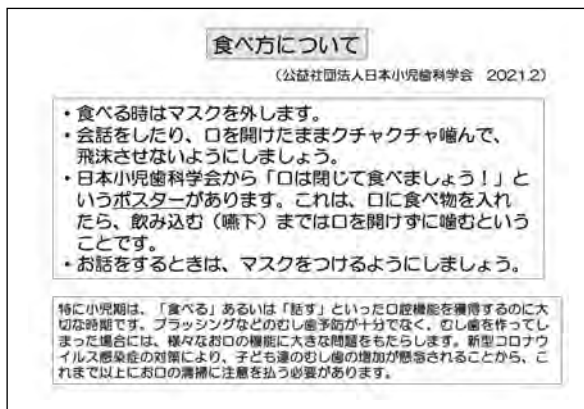 食べ方について
（公益社団法人日本小児歯科学会　2021.2）
・食べる時はマスクを外します。
・会話をしたり、口を開けたままクチャクチャ噛んで、
飛沫させないようにしましょう。
・日本小児歯科学会から「口は閉じて食べましょう！」と
いうポスターがあります。これは、口に食べ物を入れ
たら、飲み込む（嚥下）までは口を開けずに噛むという
ことです。
・お話をするときは、マスクをつけるようにしましょう。
特に小児期は、「食べる」あるいは「話す」といった口腔機能を獲得するのに大
切な時期です。ブラッシングなどのむし歯予防が十分でなく、むし歯を作ってし
まった場合には、様々なお口の機能に大きな問題をもたらします。新型コロナウ
イルス感染症の対策により、子ども達のむし歯の増加が懸念されることから、こ
れまで以上にお口の清掃に注意を払う必要があります。